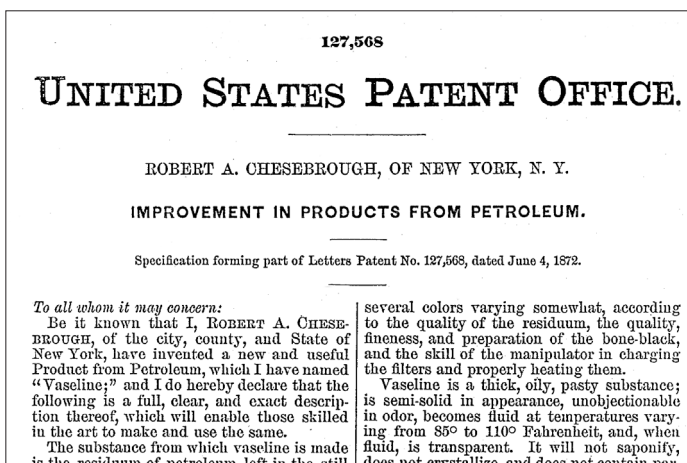 127,568
UNITED STATES PATENT OFFICE.
ROBERT A. CHESEBROUGH, OF NEW YORK, N. Y.
IMPROVEMENT IN PRODUCTS FROM PETROLEUM.
Specification forming part of Letters Patent No. 127,568, dated June 4, 1872.
To all whom it may concern:
Be it known that I, ROBERT A. CHESE-
BROUGH, of the city, county, and State of
New York, have invented a new and useful
Product from Petroleum, which I have named
"Vaseline;" and I do hereby declare that the
following is a full, clear, and exact descrip-
tion thereof, which will enable those skilled
in the art to make and use the same.
The substance from which vaseline is made
is the residuum of petroleum left in the still
several colors varying somewhat, according
to the quality of the residuum, the quality,
fineness, and preparation of the bone-black,
and the skill of the manipulator in charging
the filters and properly heating them.
Vaseline is a thick, oily, pasty substance;
is semi-solid in appearance, unobjectionable
in odor, becomes fluid at temperatures vary-
ing from 85° to 110° Fahrenheit, and, when
fluid, is transparent. It will not saponify,
does not crystallize, and does not contain